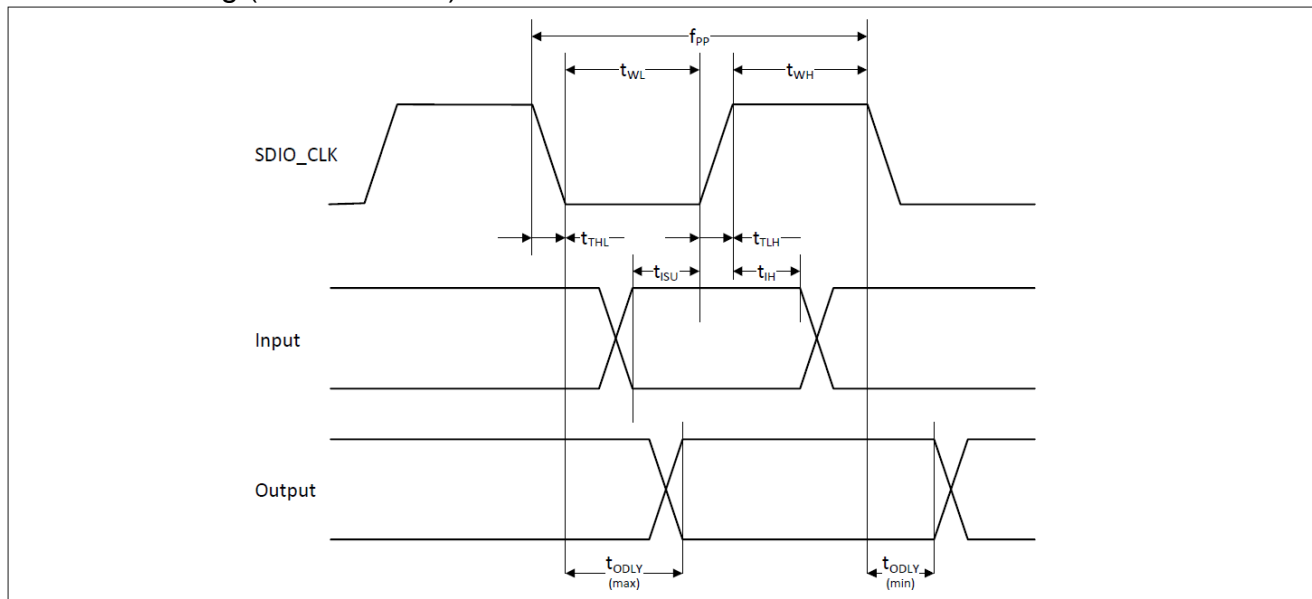 f_PP
t_WL
t_WH
SDIO_CLK
t_THL
t_TLH
t_ISU
t_IH
Input
Output
t_ODLY
(max)
t_ODLY
(min)